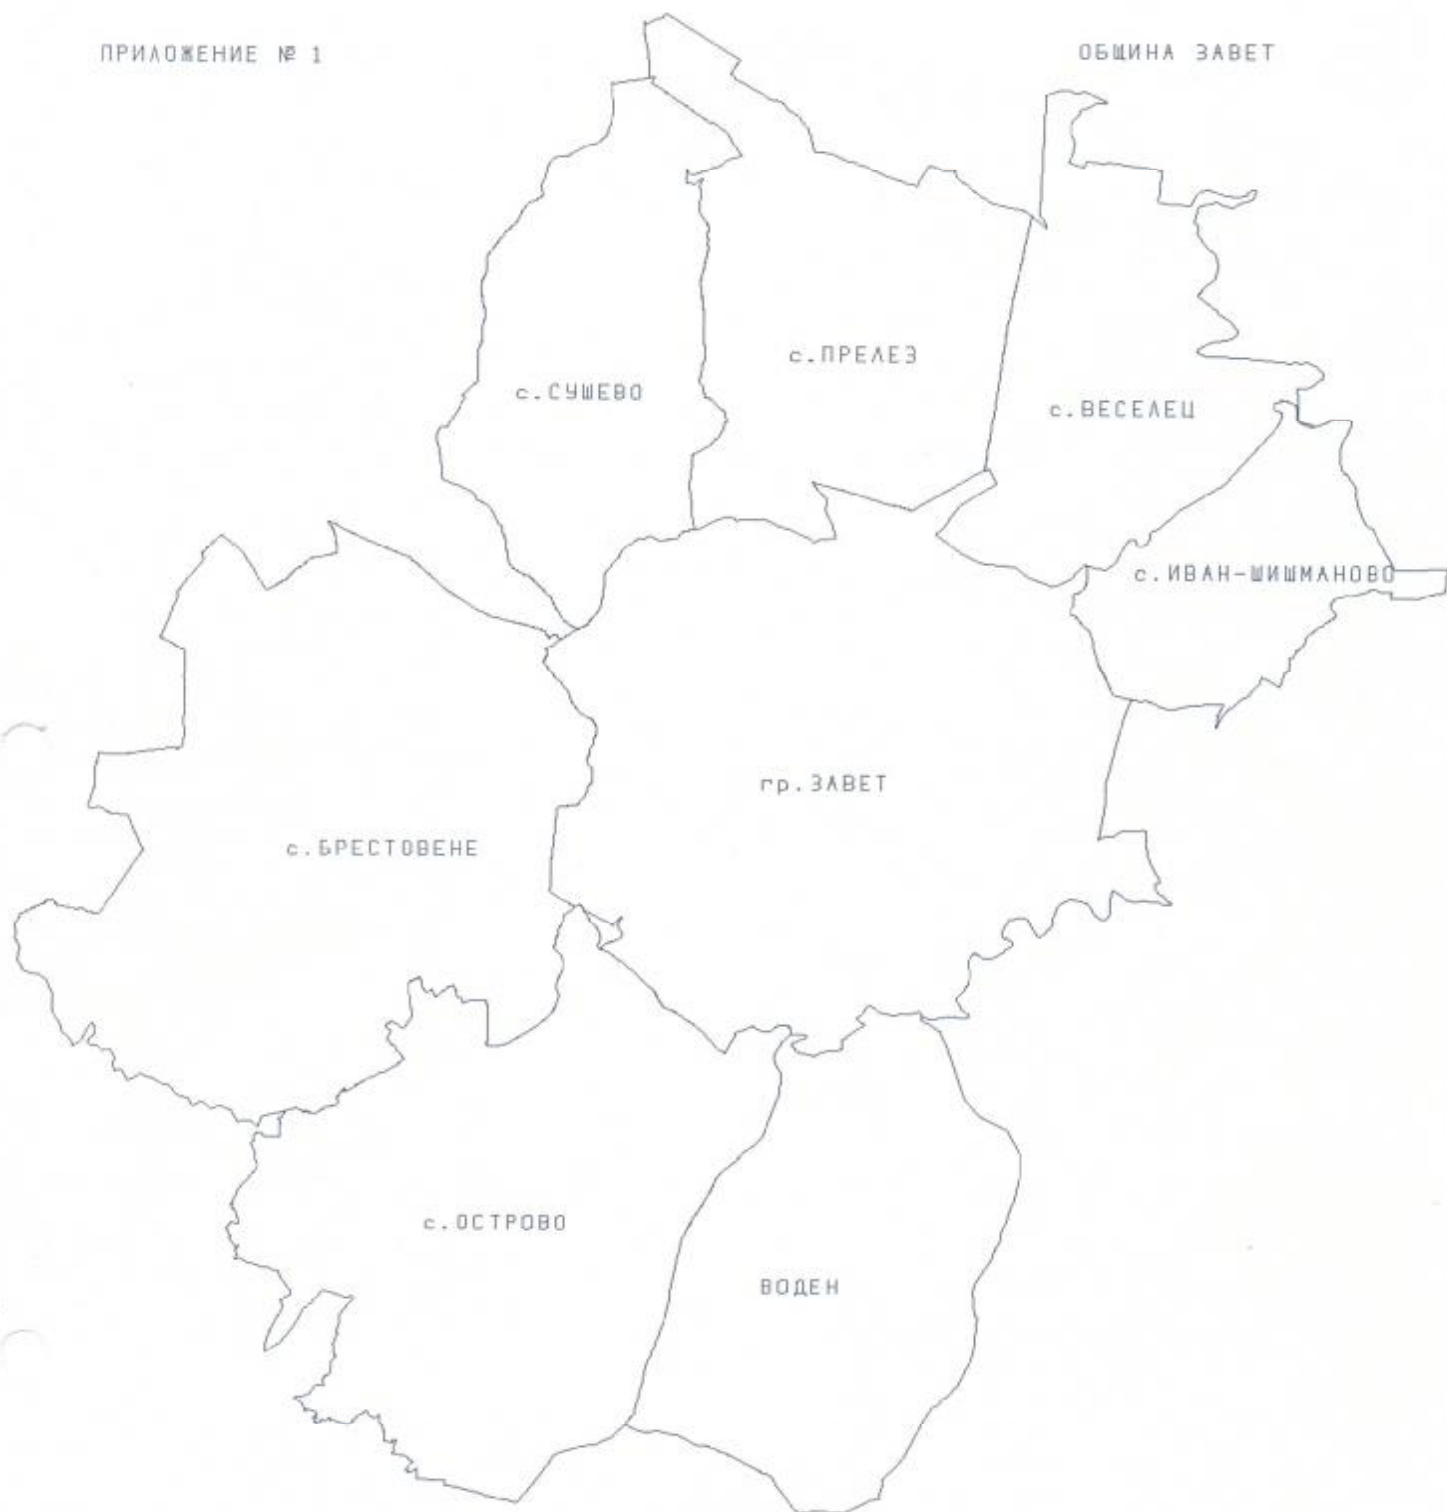 ПРИЛОЖЕНИЕ № 1
ОБЩИНА ЗАВЕТ
с.ПРЕЛЕЗ
с.СУШЕВО
с.ВЕСЕЛЕЦ
с.ИВАН-ШИШМАНОВО
гр.ЗАВЕТ
с.БРЕСТОВЕНЕ
с.ОСТРОВО
ВОДЕН